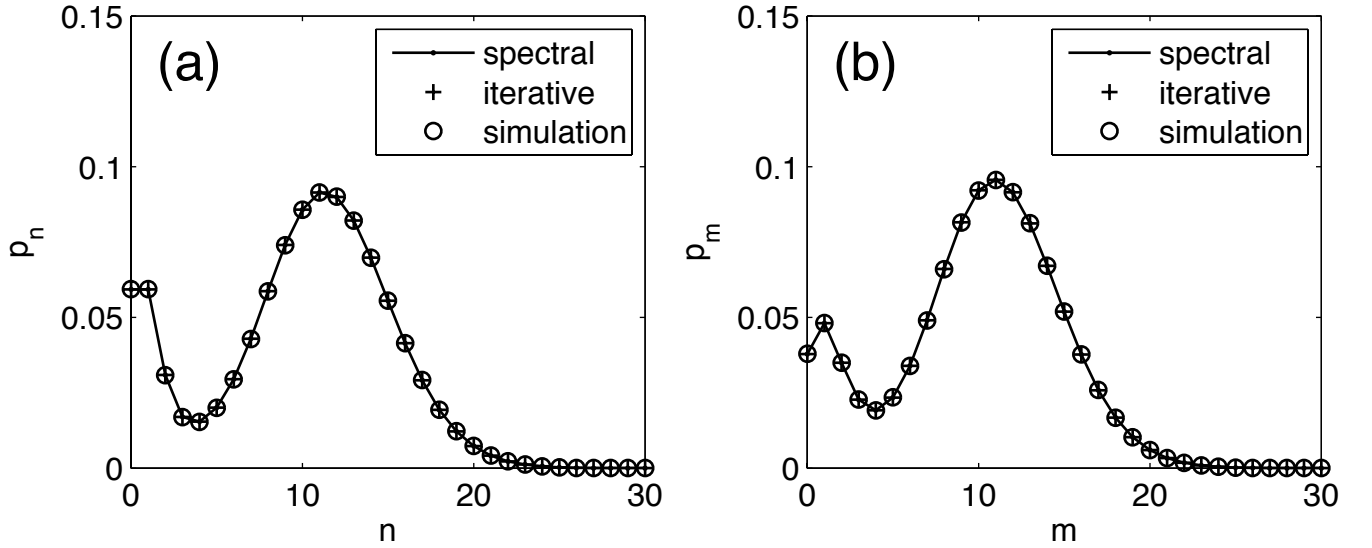 (a)
spectral
iterative
simulation
0.15
0.1
0.05
0
p_n
0 10 20 30
n
(b)
spectral
iterative
simulation
0.15
0.1
0.05
0
p_m
0 10 20 30
m